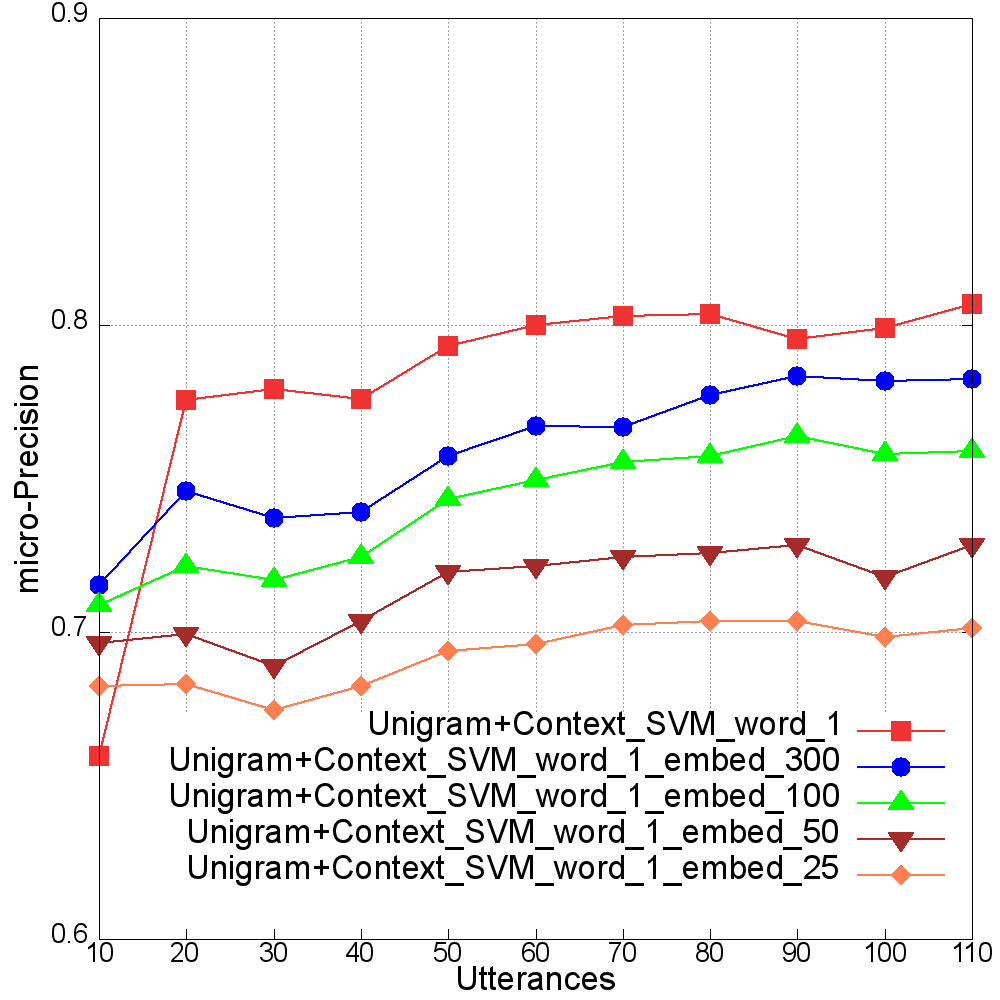 0.9
0.8
0.7
0.6
micro-Precision
Unigram+Context_SVM_word_1
Unigram+Context_SVM_word_1_embed_300
Unigram+Context_SVM_word_1_embed_100
Unigram+Context_SVM_word_1_embed_50
Unigram+Context_SVM_word_1_embed_25
10 20 30 40 50 60 70 80 90 100 110
Utterances